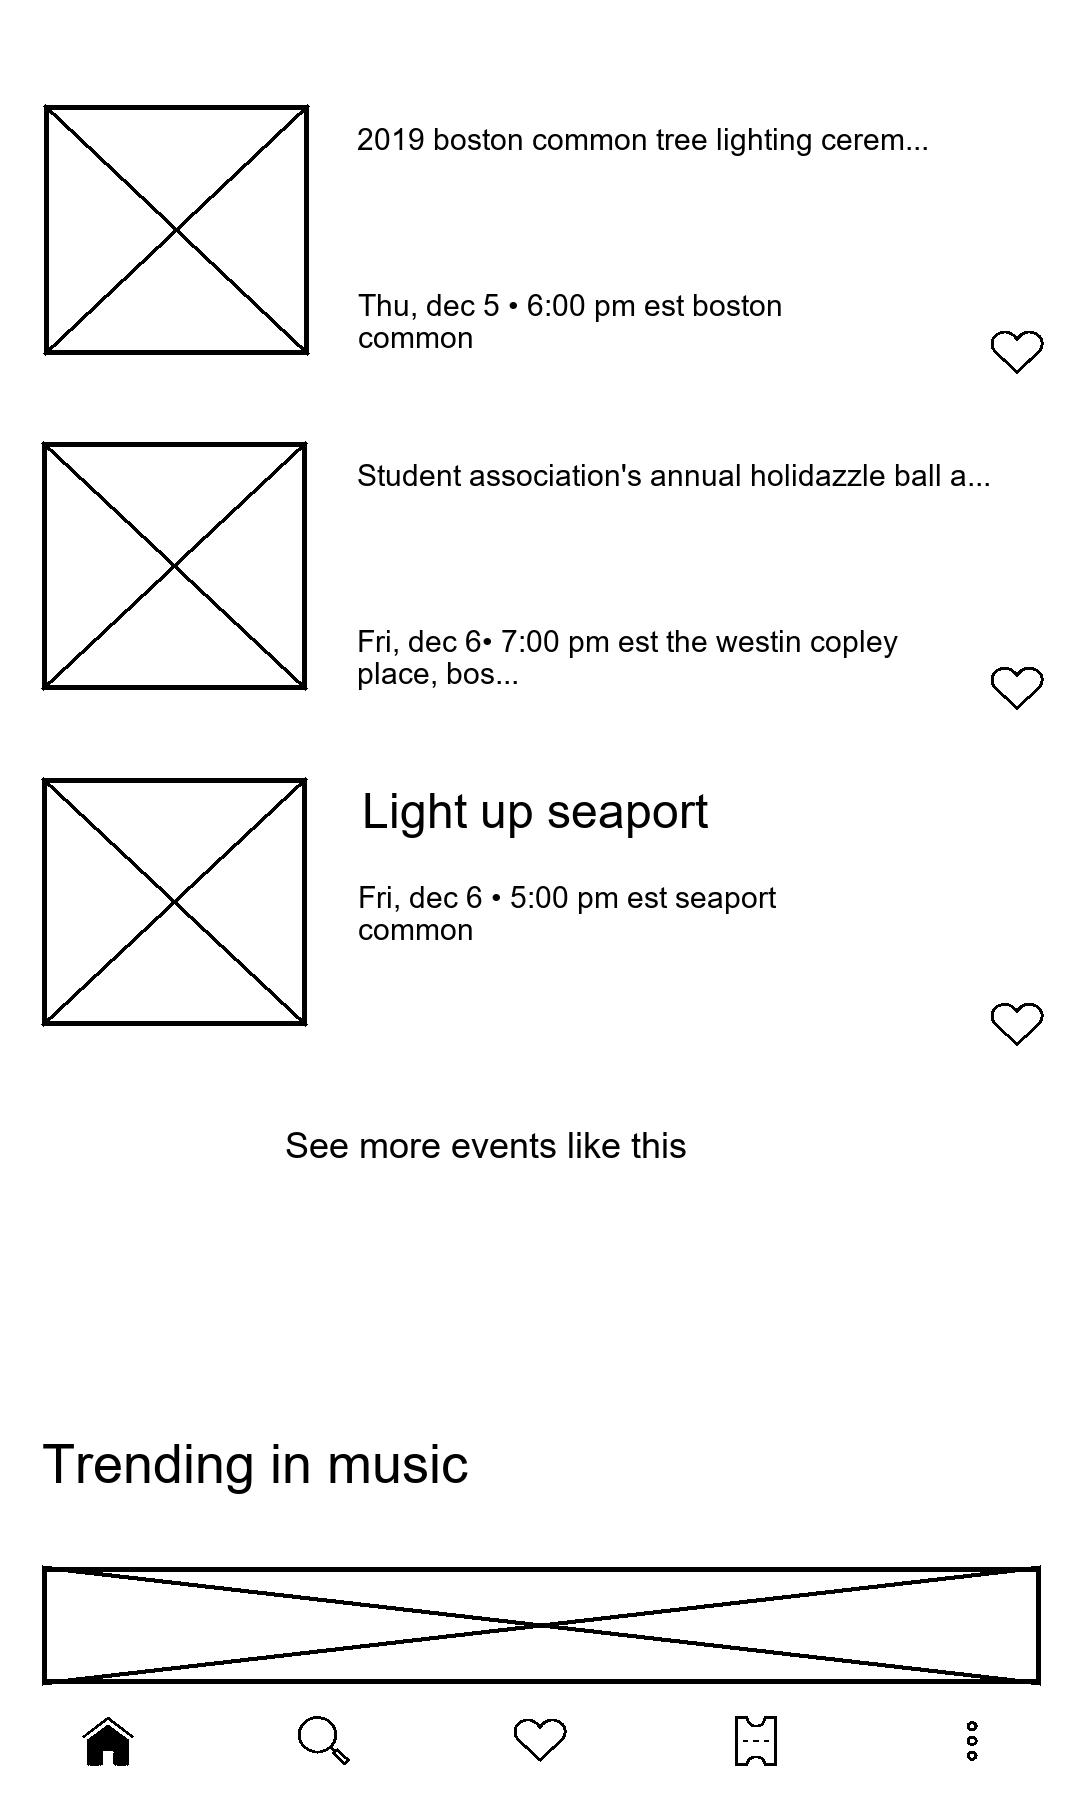 2019 boston common tree lighting cerem...
Thu, dec 5 • 6:00 pm est boston
common
Student association's annual holidazzle ball a...
Fri, dec 6• 7:00 pm est the westin copley
place, bos...
Light up seaport
Fri, dec 6 • 5:00 pm est seaport
common
See more events like this
Trending in music